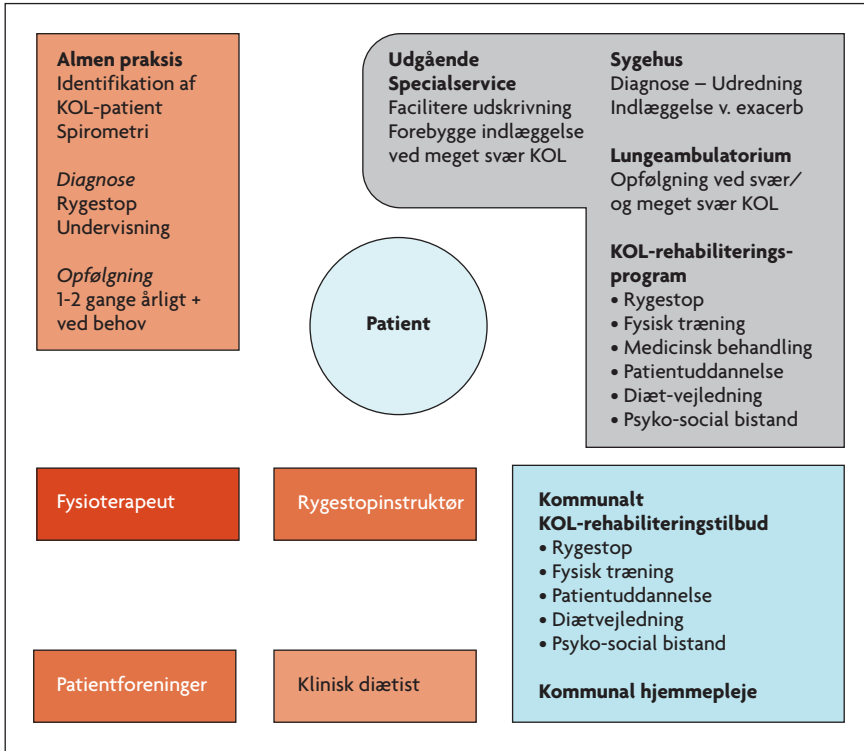 Almen praksis
Identifikation af
KOL-patient
Spirometri
Diagnose
Rygestop
Undervisning
Opfølgning
1-2 gange årligt +
ved behov
Udgående
Specialservice
Facilitere udskrivning
Forebygge indlæggelse
ved meget svær KOL
Sygehus
Diagnose – Udredning
Indlæggelse v. exacerb
Lungeambulatorium
Opfølgning ved svær/
og meget svær KOL
KOL-rehabiliterings-
program
• Rygestop
• Fysisk træning
• Medicinsk behandling
• Patientuddannelse
• Diæt-vejledning
• Psyko-social bistand
Patient
Fysioterapeut
Rygestopinstruktør
Patientforeninger
Klinisk diætist
Kommunalt
KOL-rehabiliteringstilbud
• Rygestop
• Fysisk træning
• Patientuddannelse
• Diætvejledning
• Psyko-social bistand
Kommunal hjemmepleje